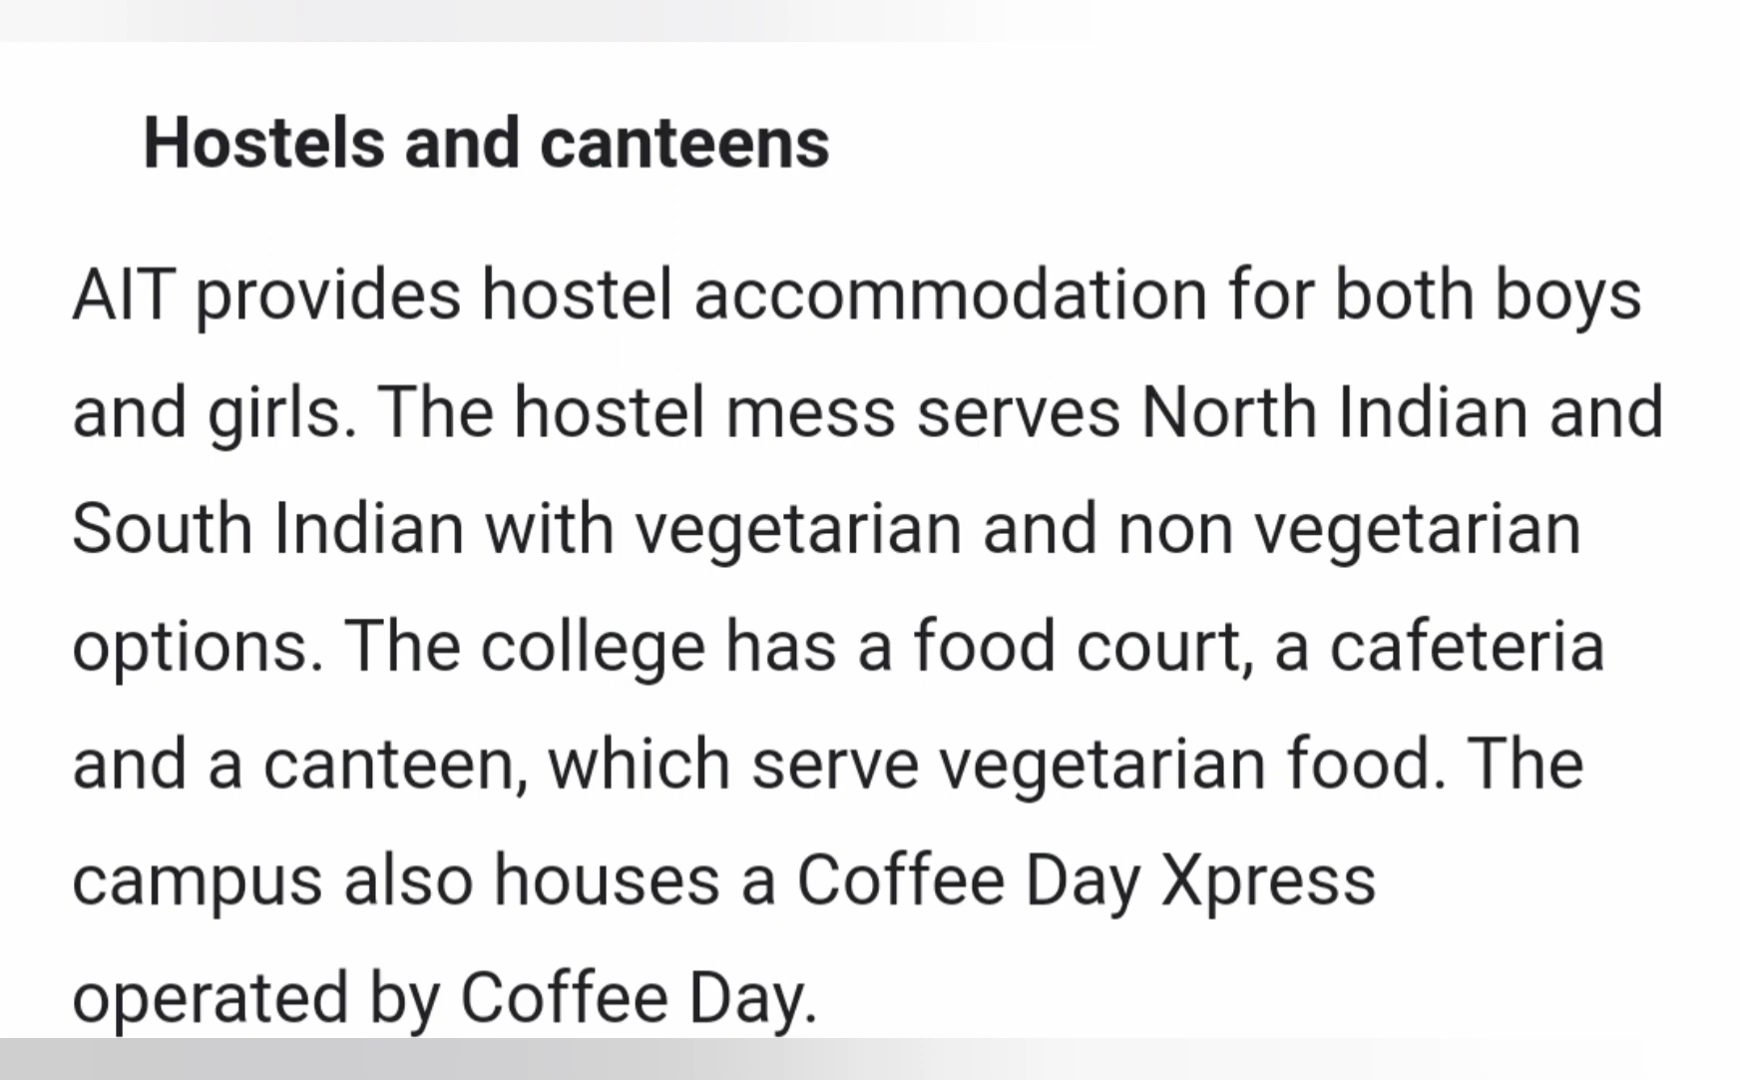 Hostels and canteens
AIT provides hostel accommodation for both boys
and girls. The hostel mess serves North Indian and
South Indian with vegetarian and non vegetarian
options. The college has a food court, a cafeteria
and a canteen, which serve vegetarian food. The
campus also houses a Coffee Day Xpress
operated by Coffee Day.